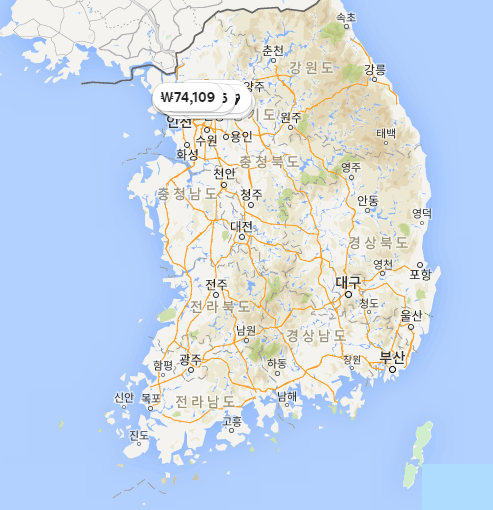 속초
춘천
강원도
강릉
양주
₩74,109
인천
기도
원주
수원
용인
태백
화성
충청북도
영주
천안
충청남도
청주
안동
영덕
대전
경상북도
영천
포항
전주
대구
전라북도
청도
울산
남원
경상남도
광주
함평
하동
창원
부산
신안
목포
전라남도
남해
고흥
진도